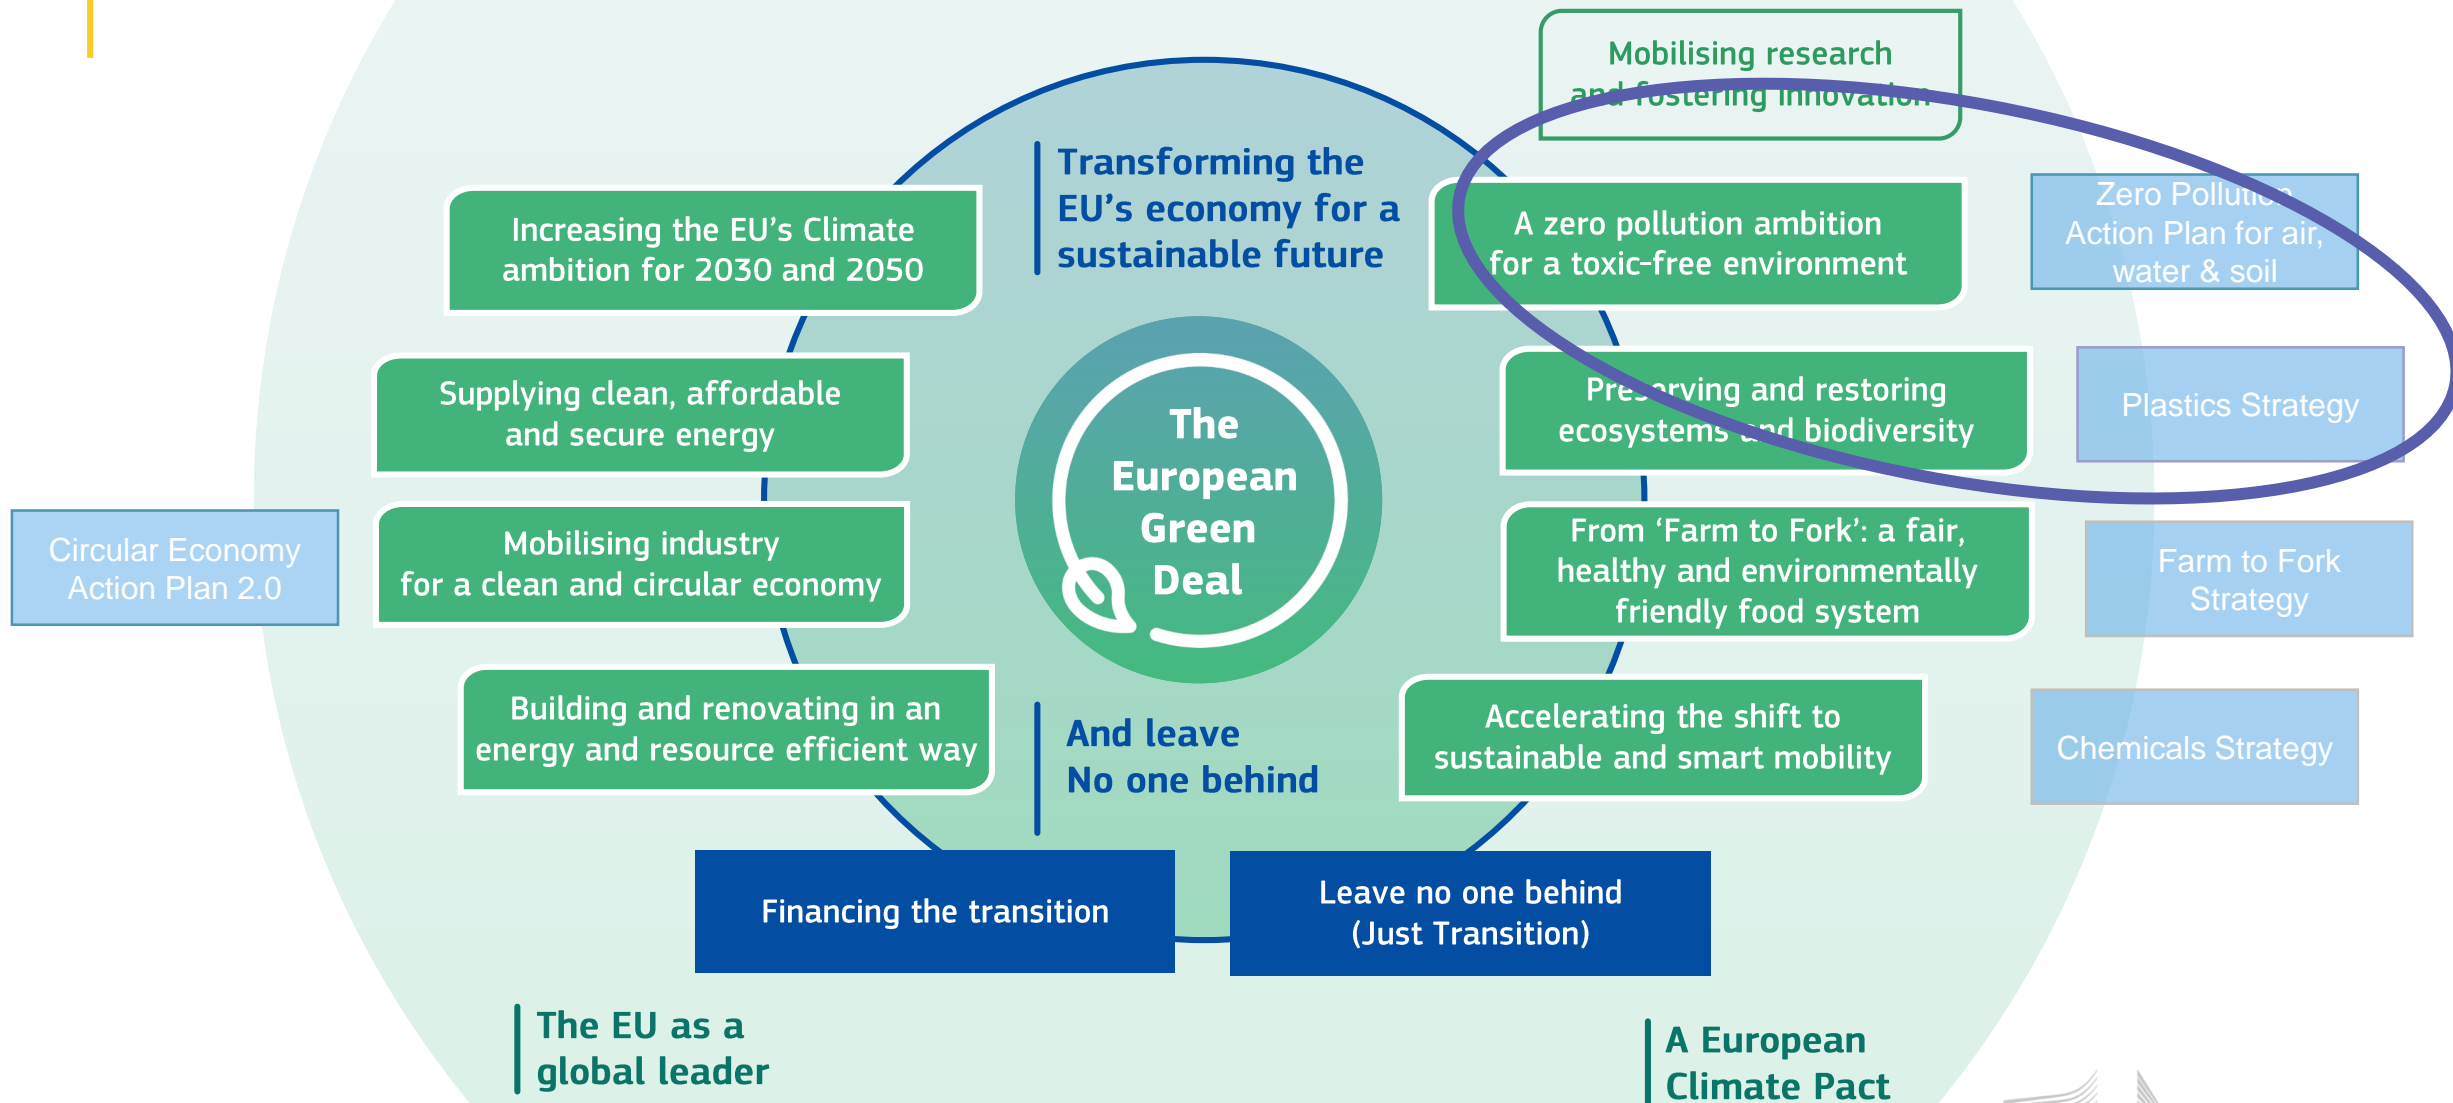 Mobilising research
and fostering innovation
Transforming the
EU's economy for a
sustainable future
Increasing the EU's Climate
ambition for 2030 and 2050
A zero pollution ambition
for a toxic-free environment
Zero Pollution
Action Plan for air,
water & soil
Supplying clean, affordable
and secure energy
The
European
Green
Deal
Preserving and restoring
ecosystems and biodiversity
Plastics Strategy
Circular Economy
Action Plan 2.0
Mobilising industry
for a clean and circular economy
From ‘Farm to Fork’: a fair,
healthy and environmentally
friendly food system
Farm to Fork
Strategy
Building and renovating in an
energy and resource efficient way
And leave
No one behind
Accelerating the shift to
sustainable and smart mobility
Chemicals Strategy
Financing the transition
Leave no one behind
(Just Transition)
The EU as a
global leader
A European
Climate Pact